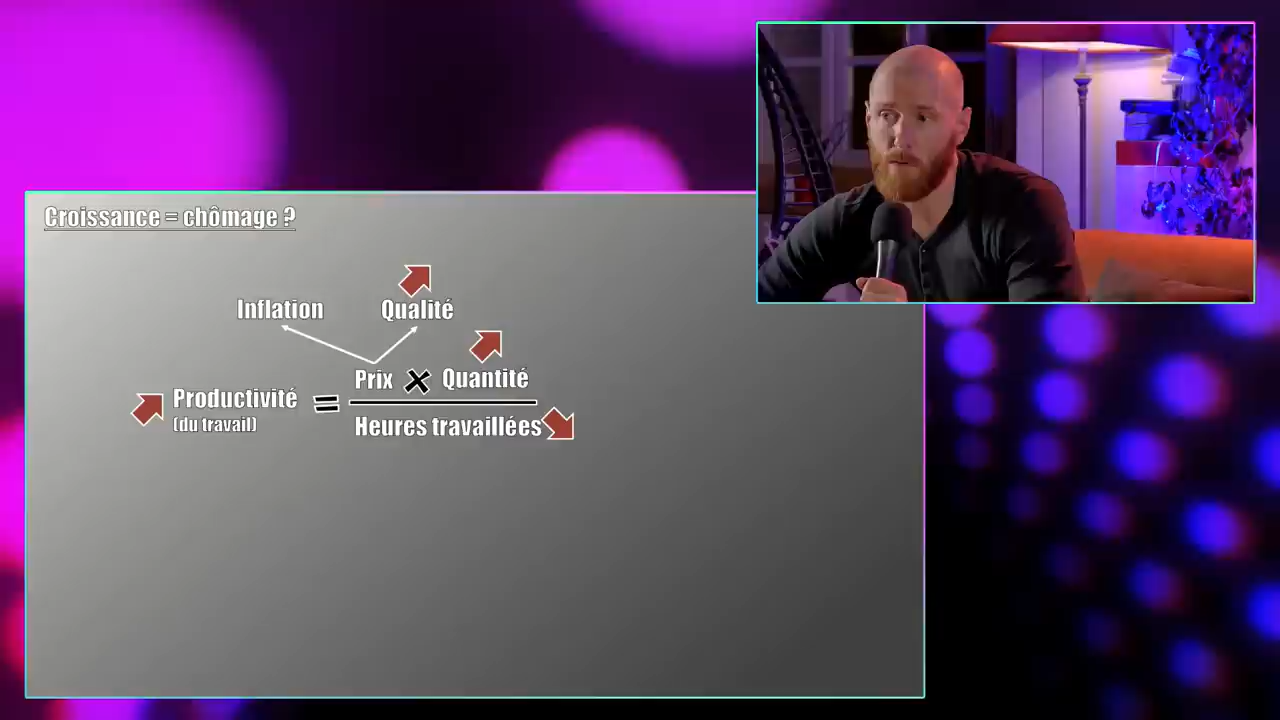 Croissance = chômage ?
Inflation
Qualité
Prix × Quantité
Productivité =
(du travail)
Heures travaillées